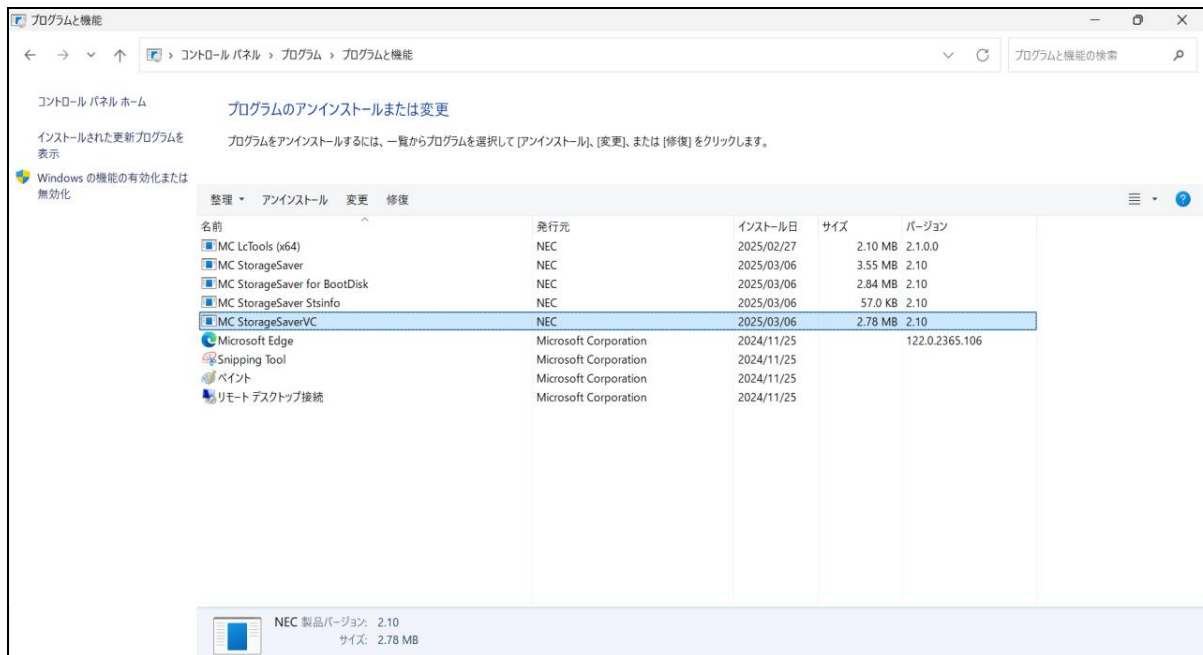 プログラムと機能
コントロール パネル › プログラム › プログラムと機能
プログラムと機能の検索
コントロール パネル ホーム
インストールされた更新プログラムを
表示
Windows の機能の有効化または
無効化
プログラムのアンインストールまたは変更
プログラムをアンインストールするには、一覧からプログラムを選択して [アンインストール]、[変更]、または [修復] をクリックします。
整理 アンインストール 変更 修復
名前 発行元 インストール日 サイズ バージョン
MC LcTools (x64) NEC 2025/02/27 2.10 MB 2.1.0.0
MC StorageSaver NEC 2025/03/06 3.55 MB 2.10
MC StorageSaver for BootDisk NEC 2025/03/06 2.84 MB 2.10
MC StorageSaver Stsinfo NEC 2025/03/06 57.0 KB 2.10
MC StorageSaverVC NEC 2025/03/06 2.78 MB 2.10
Microsoft Edge Microsoft Corporation 2024/11/25 122.0.2365.106
Snipping Tool Microsoft Corporation 2024/11/25
ペイント Microsoft Corporation 2024/11/25
リモート デスクトップ接続 Microsoft Corporation 2024/11/25
NEC 製品バージョン: 2.10
サイズ: 2.78 MB